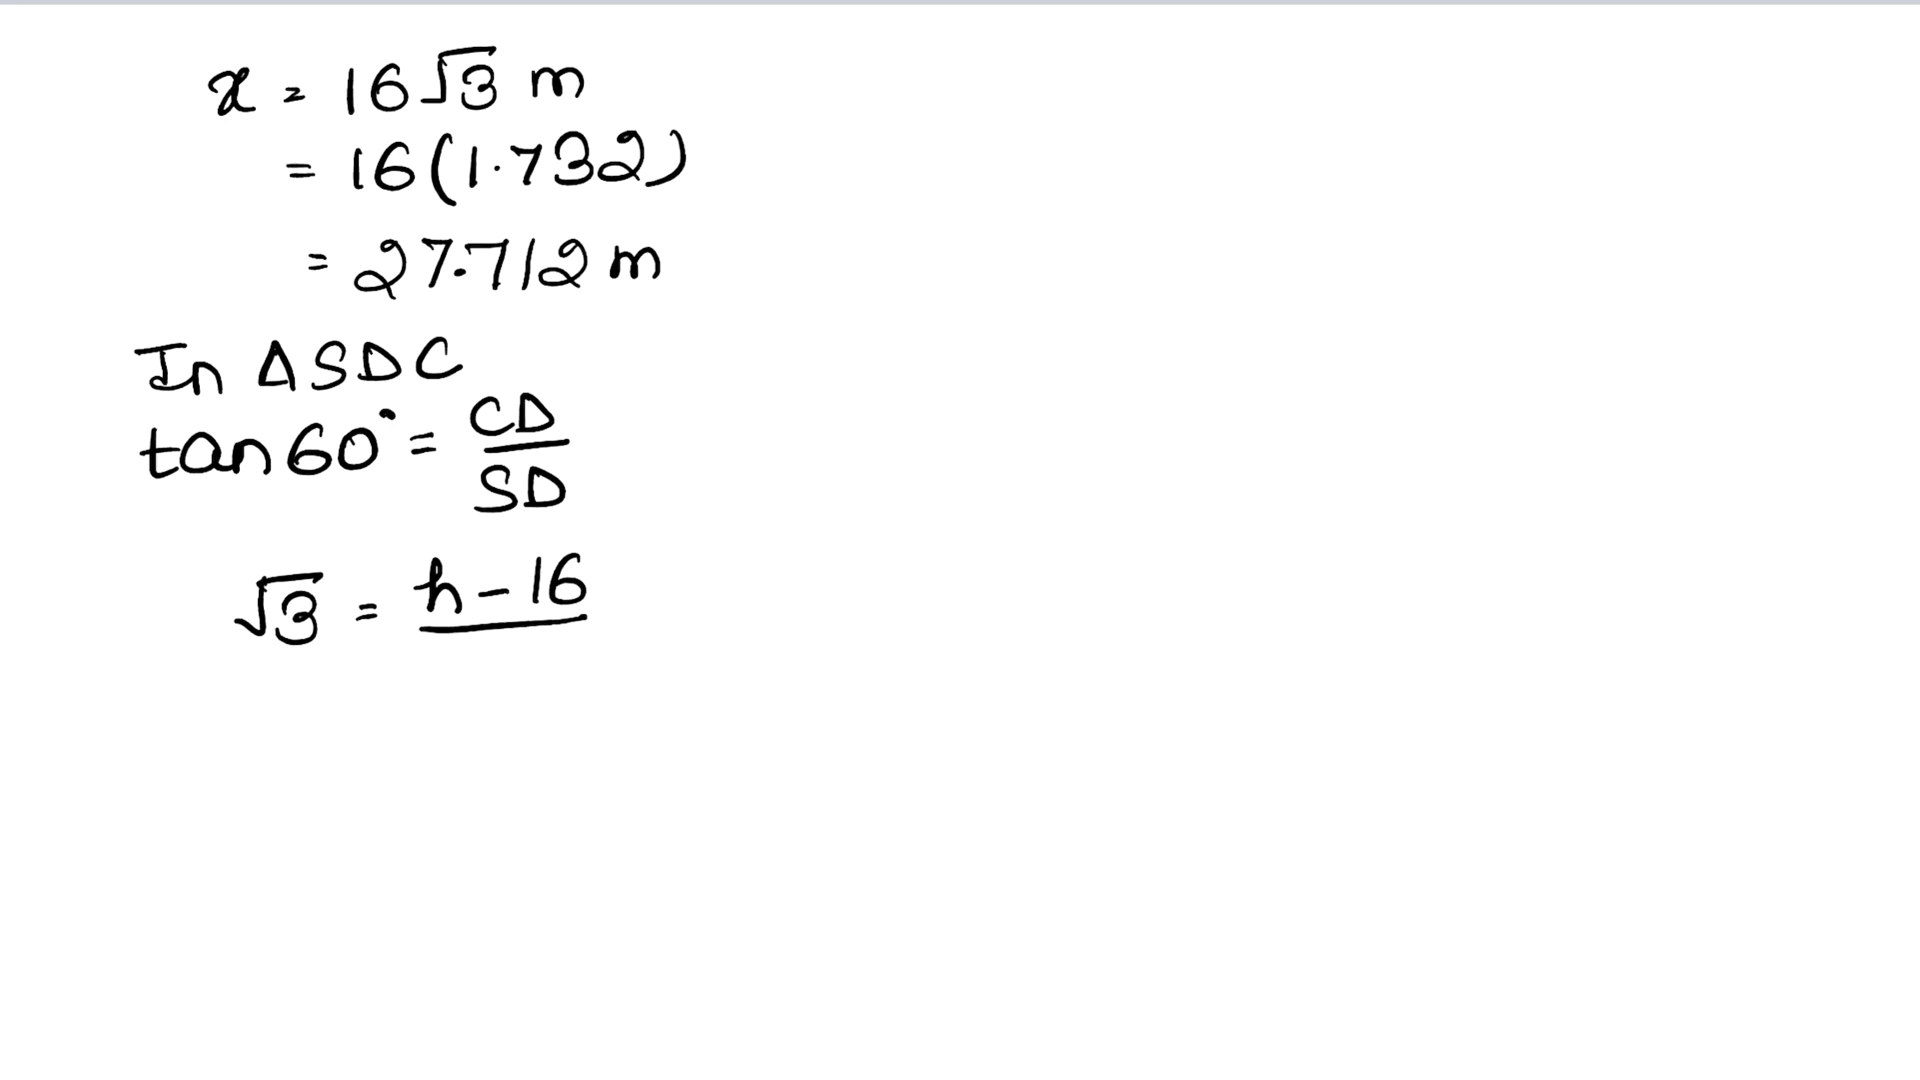 x = 16√3 m
= 16(1.732)
= 27.712 m
In ΔSDC
tan 60° = CD/SD
√3 = h - 16